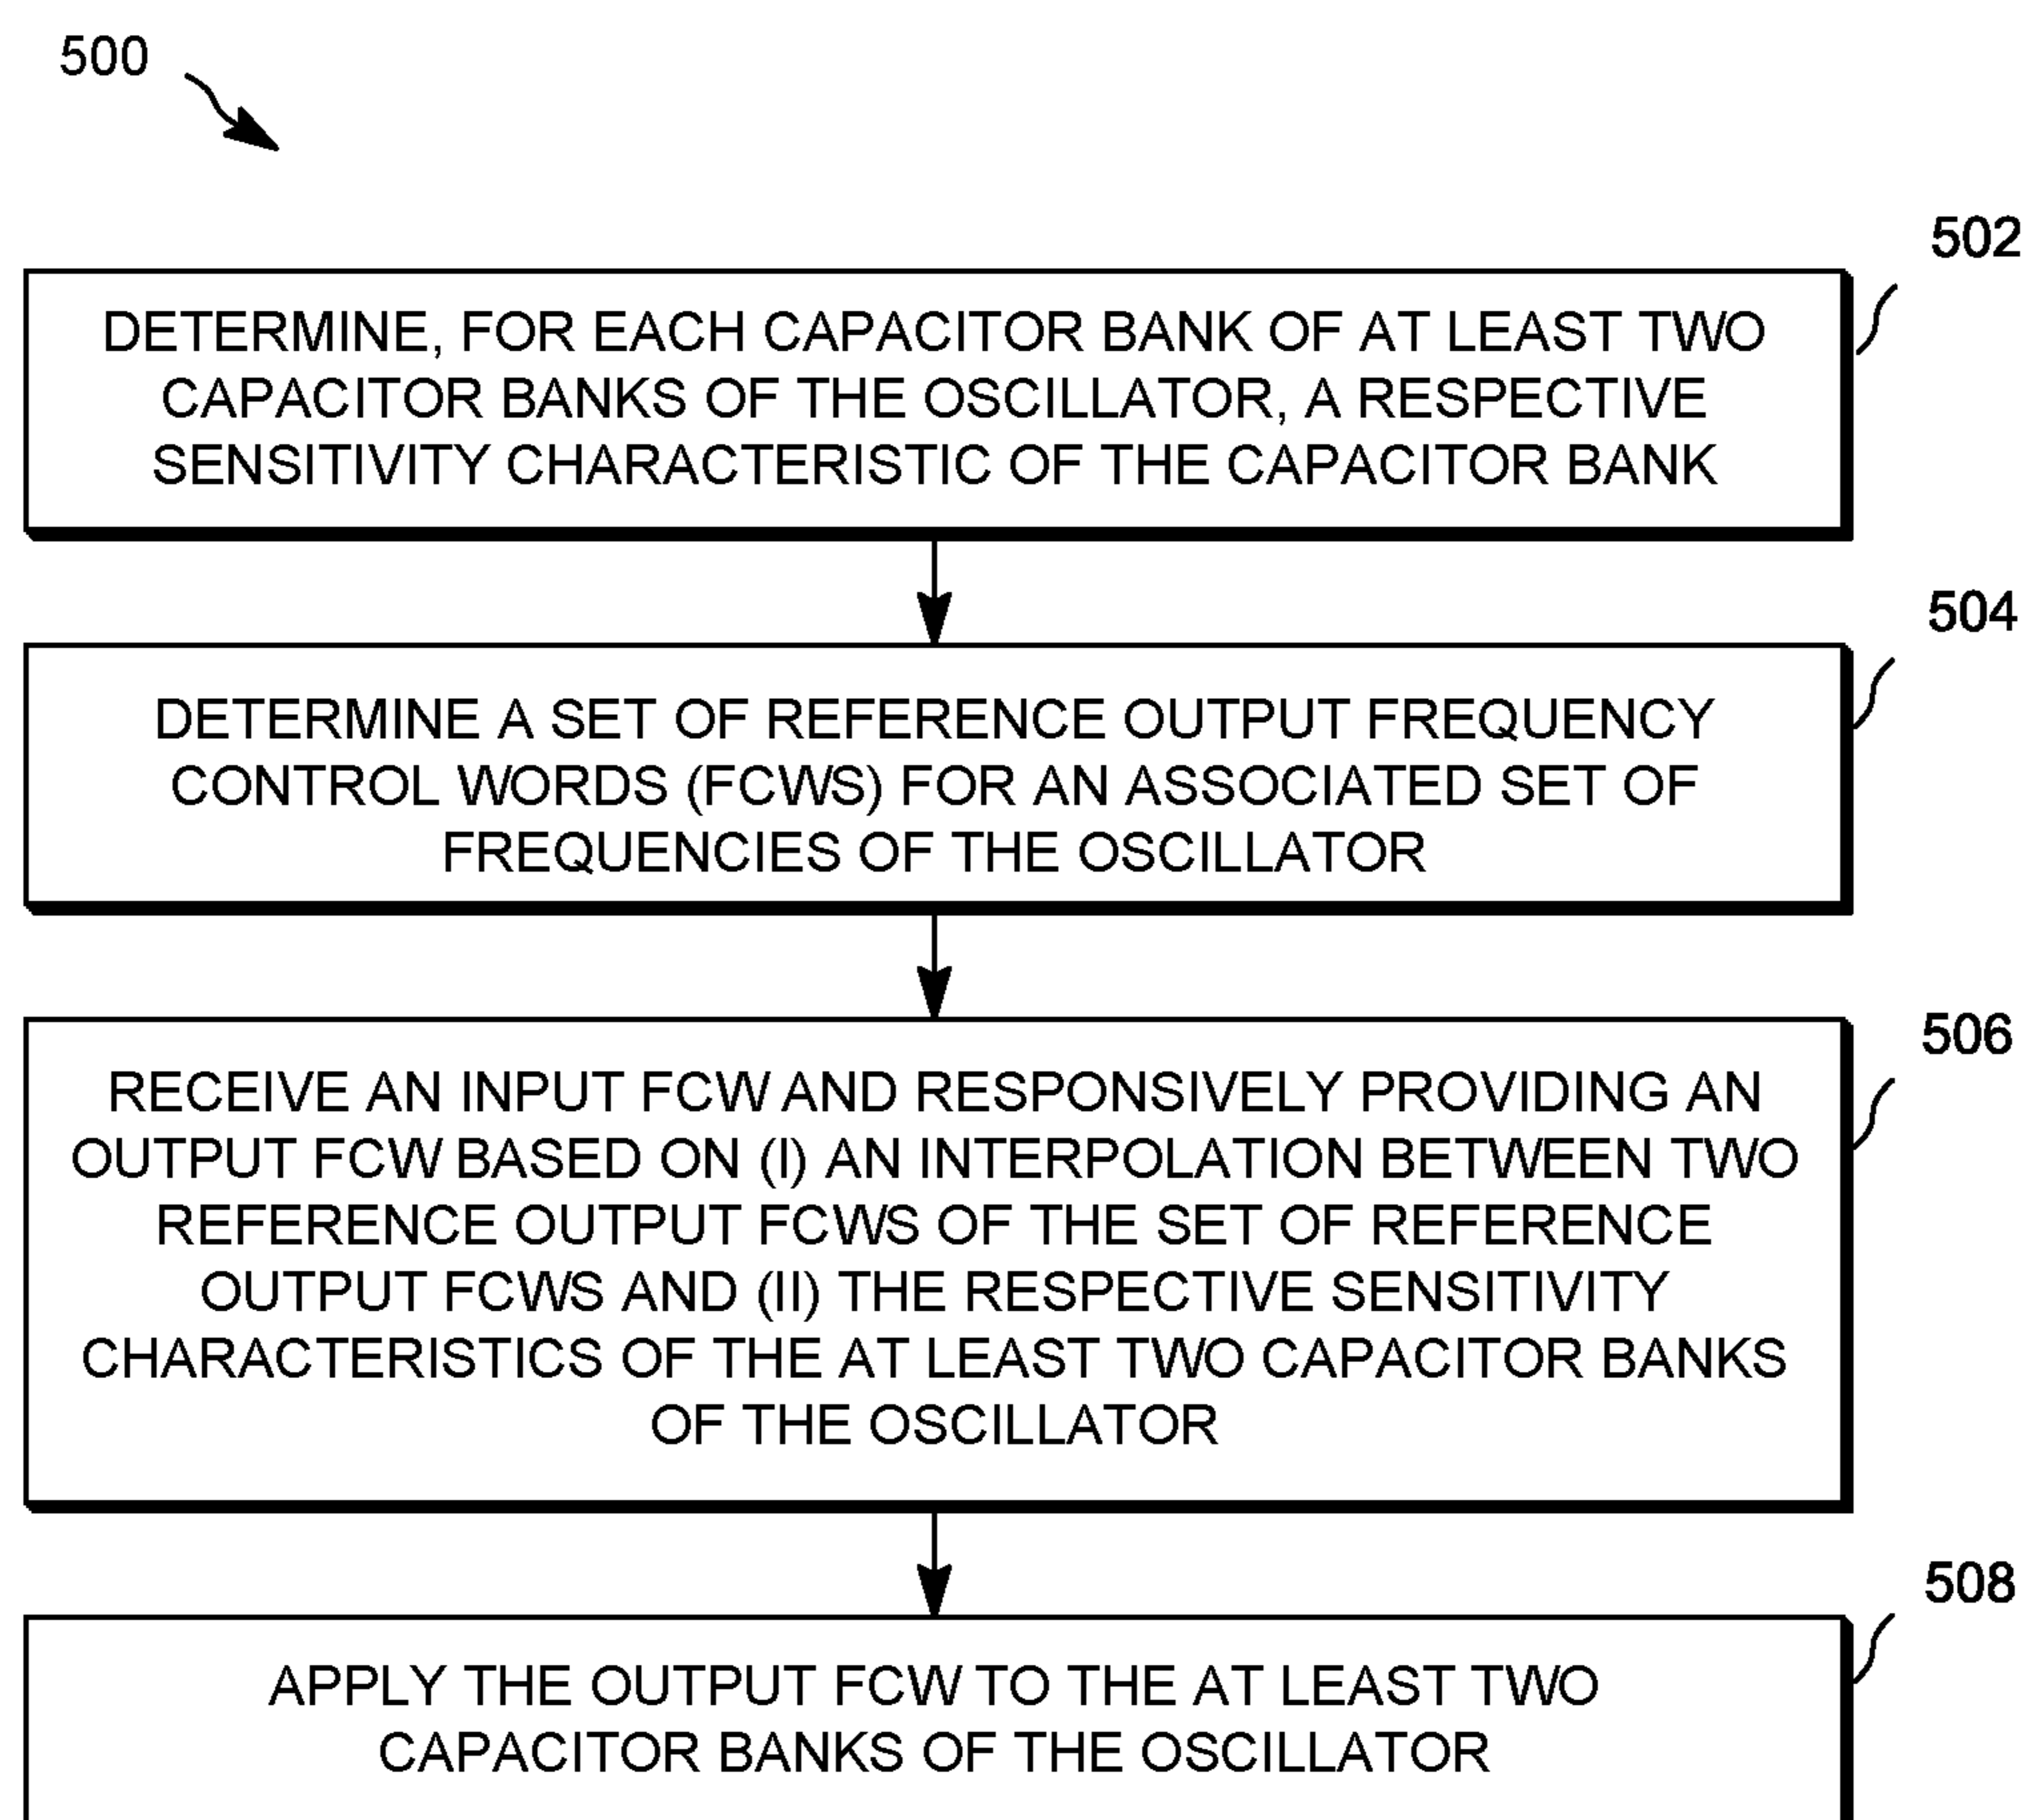 500
502
DETERMINE, FOR EACH CAPACITOR BANK OF AT LEAST TWO
CAPACITOR BANKS OF THE OSCILLATOR, A RESPECTIVE
SENSITIVITY CHARACTERISTIC OF THE CAPACITOR BANK
504
DETERMINE A SET OF REFERENCE OUTPUT FREQUENCY
CONTROL WORDS (FCWS) FOR AN ASSOCIATED SET OF
FREQUENCIES OF THE OSCILLATOR
506
RECEIVE AN INPUT FCW AND RESPONSIVELY PROVIDING AN
OUTPUT FCW BASED ON (I) AN INTERPOLATION BETWEEN TWO
REFERENCE OUTPUT FCWS OF THE SET OF REFERENCE
OUTPUT FCWS AND (II) THE RESPECTIVE SENSITIVITY
CHARACTERISTICS OF THE AT LEAST TWO CAPACITOR BANKS
OF THE OSCILLATOR
508
APPLY THE OUTPUT FCW TO THE AT LEAST TWO
CAPACITOR BANKS OF THE OSCILLATOR